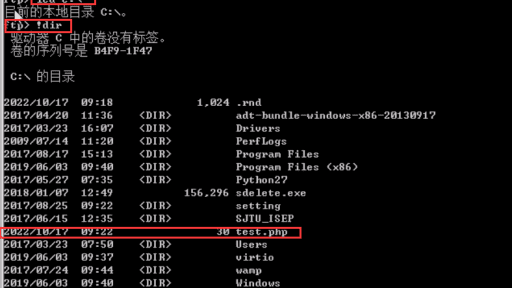 ftp> lcd C:\
目前的本地目录 C:\。
ftp> !dir
驱动器 C 中的卷没有标签。
卷的序列号是 B4F9-1F47
C:\ 的目录
2022/10/17 09:18 1,024 .rnd
2017/04/20 11:36 <DIR> adt-bundle-windows-x86-20130917
2017/03/23 16:07 <DIR> Drivers
2009/07/14 11:20 <DIR> PerfLogs
2017/08/17 15:13 <DIR> Program Files
2019/06/03 09:40 <DIR> Program Files (x86)
2017/05/27 07:35 <DIR> Python27
2018/01/07 12:49 156,296 sdelete.exe
2017/08/25 09:22 <DIR> setting
2017/06/15 12:35 <DIR> SJTU_ISEP
2022/10/17 09:22 30 test.php
2017/03/23 07:50 <DIR> Users
2019/06/03 09:37 <DIR> virtio
2017/07/24 09:44 <DIR> wamp
2019/06/03 09:40 <DIR> Windows